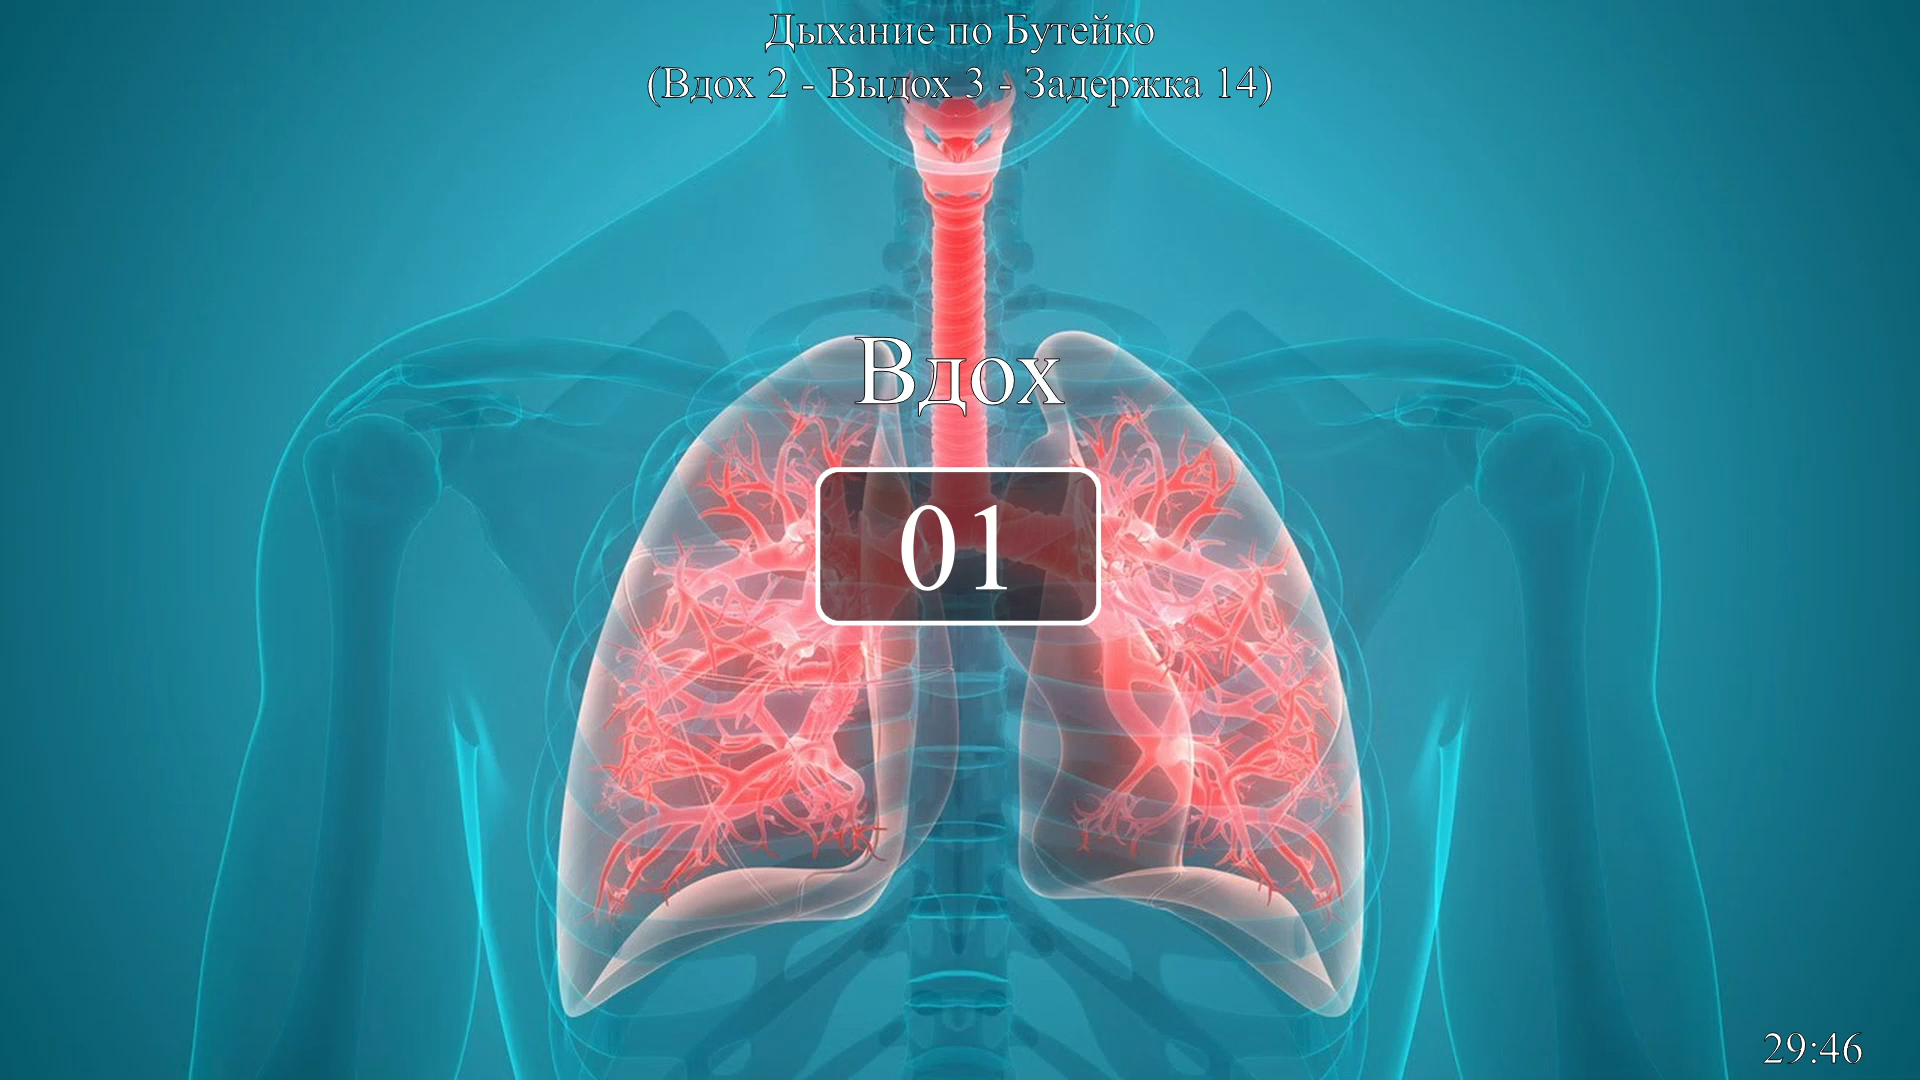 Дыхание по Бутейко
(Вдох 2 - Выдох 3 - Задержка 14)
Вдох
01
29:46